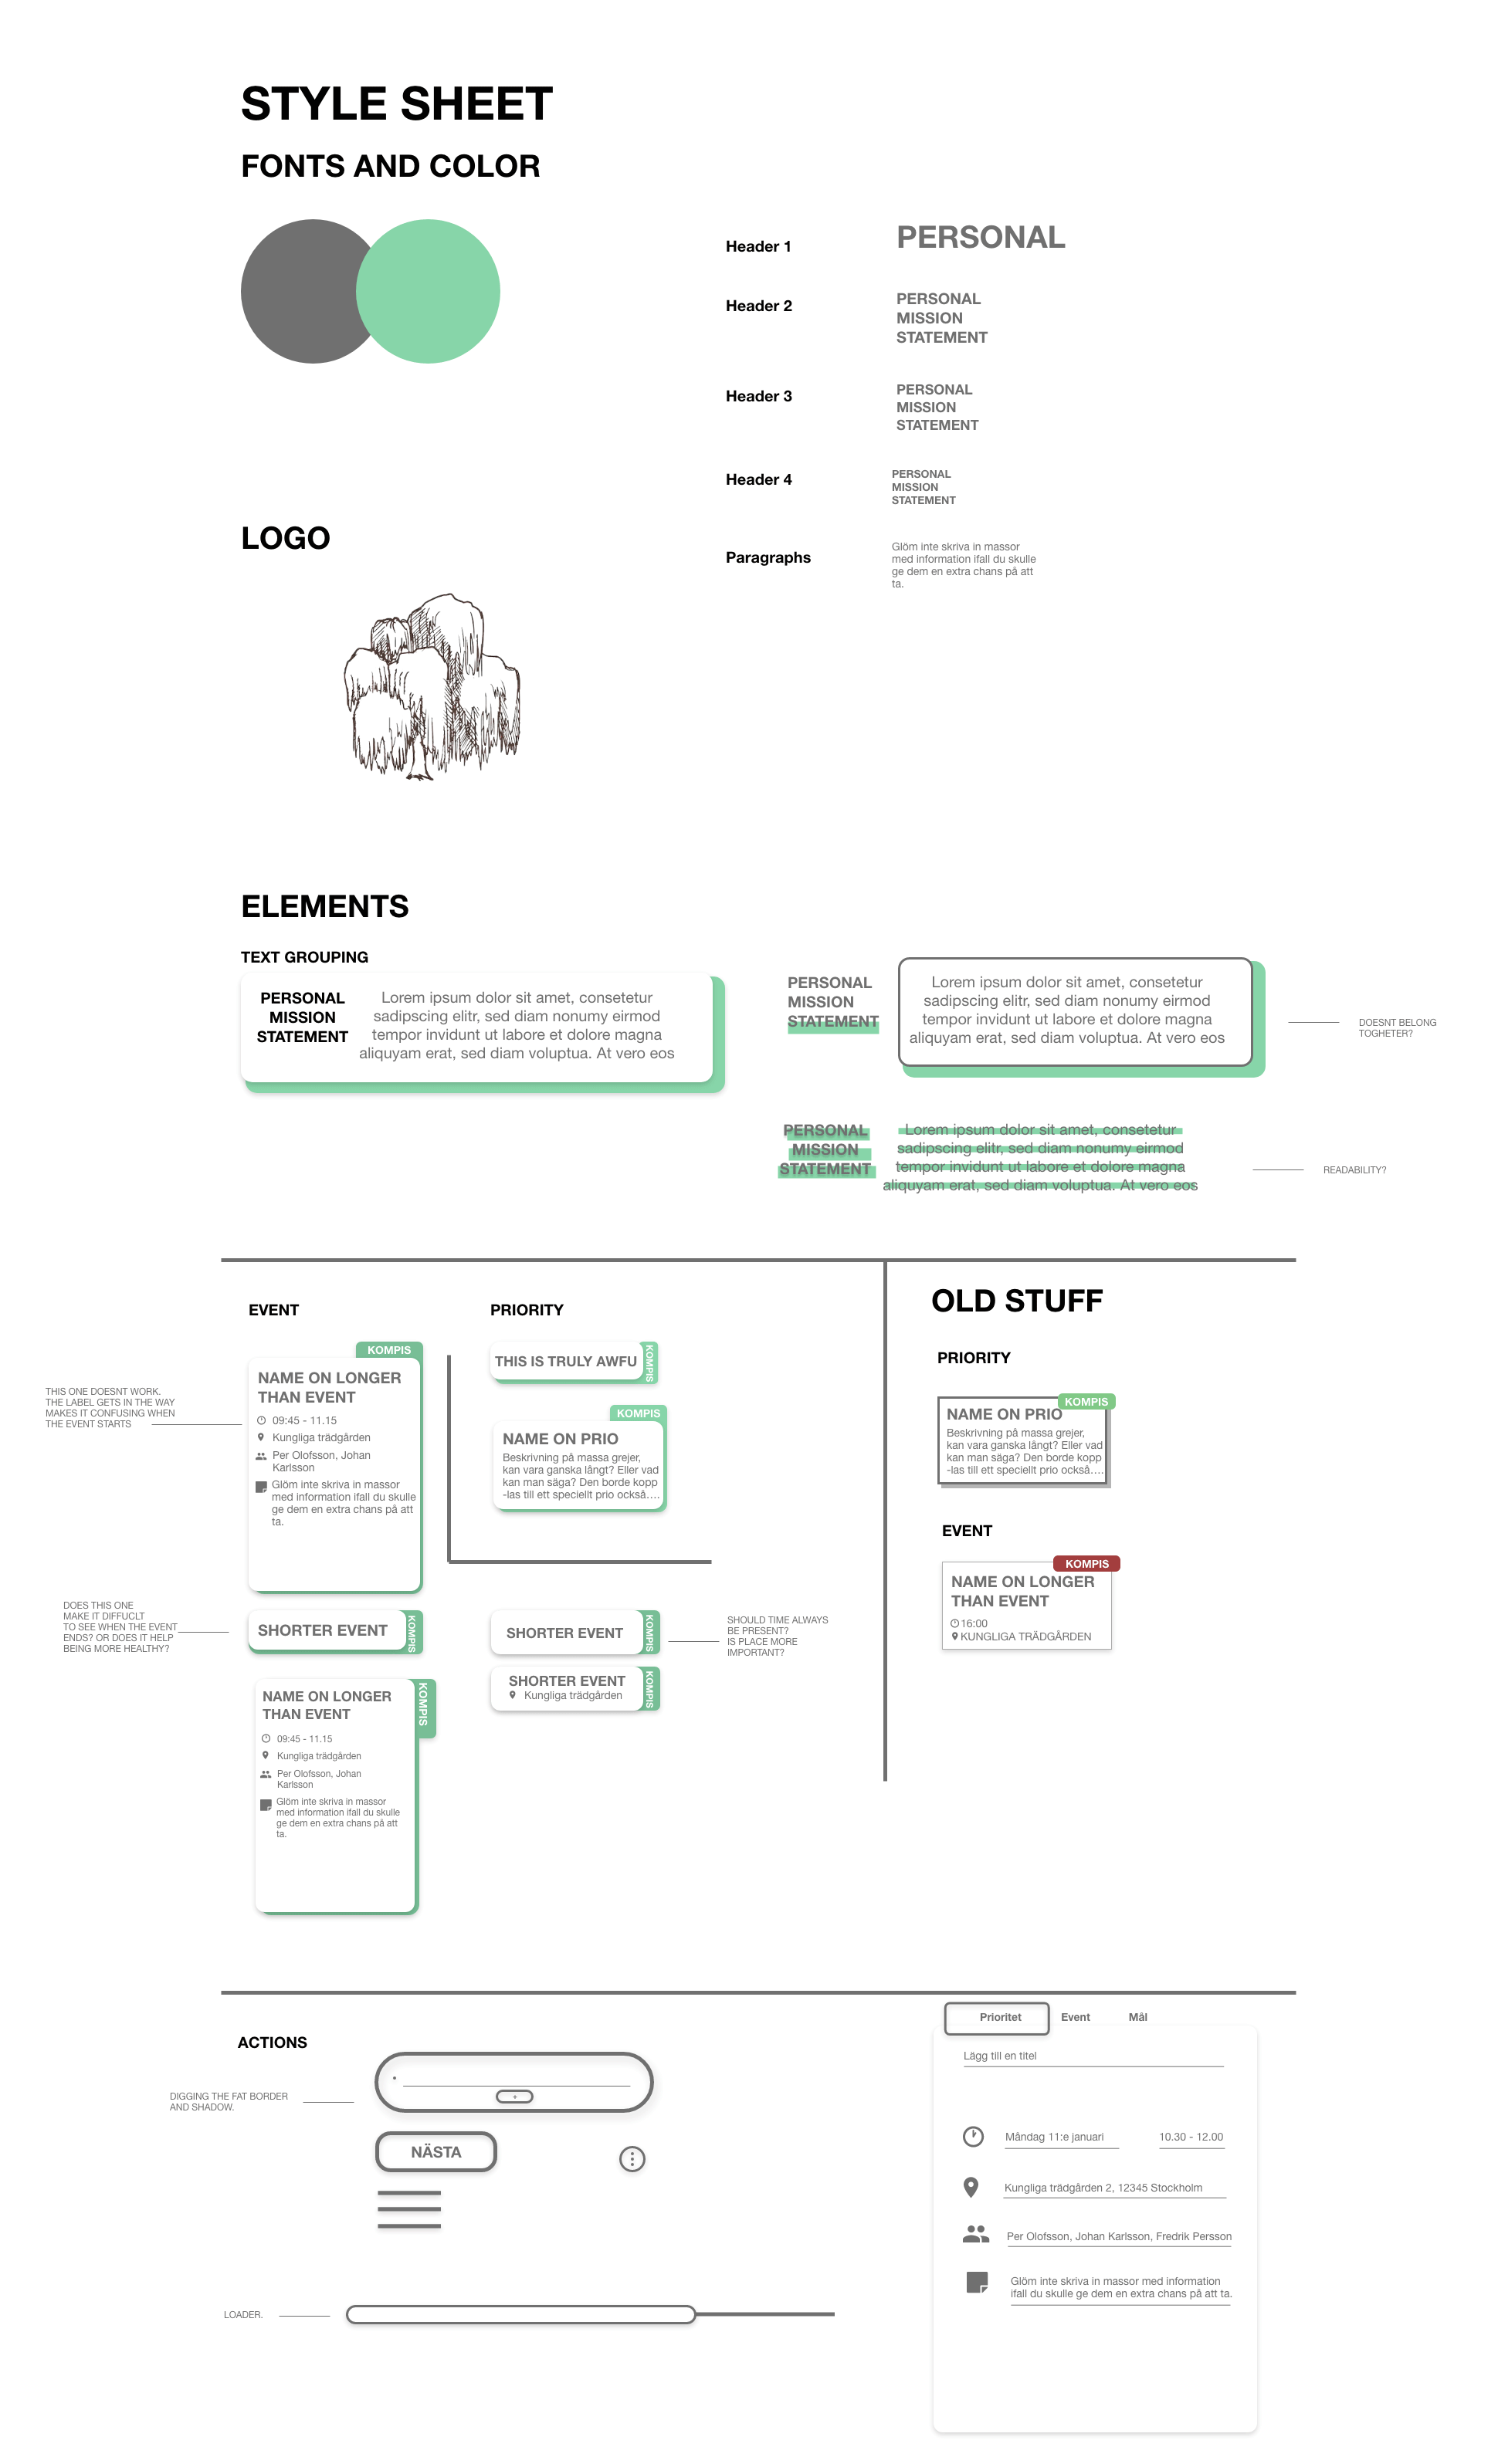 STYLE SHEET
FONTS AND COLOR
Header 1
PERSONAL
Header 2
PERSONAL
MISSION
STATEMENT
Header 3
PERSONAL
MISSION
STATEMENT
Header 4
PERSONAL
MISSION
STATEMENT
LOGO
Paragraphs
Glöm inte skriva in massor
med information ifall du skulle
ge dem en extra chans på att
ta.
ELEMENTS
TEXT GROUPING
PERSONAL
MISSION
STATEMENT
Lorem ipsum dolor sit amet, consetetur
sadipscing elitr, sed diam nonumy eirmod
tempor invidunt ut labore et dolore magna
aliquyam erat, sed diam voluptua. At vero eos
PERSONAL
MISSION
STATEMENT
Lorem ipsum dolor sit amet, consetetur
sadipscing elitr, sed diam nonumy eirmod
tempor invidunt ut labore et dolore magna
aliquyam erat, sed diam voluptua. At vero eos
DOESNT BELONG
TOGHETER?
PERSONAL
MISSION
STATEMENT
Lorem ipsum dolor sit amet, consetetur
sadipscing elitr, sed diam nonumy eirmod
tempor invidunt ut labore et dolore magna
aliquyam erat, sed diam voluptua. At vero eos
READABILITY?
EVENT
KOMPIS
NAME ON LONGER
THAN EVENT
09:45 - 11.15
Kungliga trädgården
Per Olofsson, Johan
Karlsson
Glöm inte skriva in massor
med information ifall du skulle
ge dem en extra chans på att
ta.
THIS ONE DOESNT WORK.
THE LABEL GETS IN THE WAY
MAKES IT CONFUSING WHEN
THE EVENT STARTS
DOES THIS ONE
MAKE IT DIFFUCLT
TO SEE WHEN THE EVENT
ENDS? OR DOES IT HELP
BEING MORE HEALTHY?
SHORTER EVENT
KOMPIS
NAME ON LONGER
THAN EVENT
KOMPIS
09:45 - 11.15
Kungliga trädgården
Per Olofsson, Johan
Karlsson
Glöm inte skriva in massor
med information ifall du skulle
ge dem en extra chans på att
ta.
PRIORITY
THIS IS TRULY AWFU
KOMPIS
KOMPIS
NAME ON PRIO
Beskrivning på massa grejer,
kan vara ganska långt? Eller vad
kan man säga? Den borde kopp
-las till ett speciellt prio också....
SHORTER EVENT
KOMPIS
SHORTER EVENT
Kungliga trädgården
KOMPIS
SHOULD TIME ALWAYS
BE PRESENT?
IS PLACE MORE
IMPORTANT?
OLD STUFF
PRIORITY
KOMPIS
NAME ON PRIO
Beskrivning på massa grejer,
kan vara ganska långt? Eller vad
kan man säga? Den borde kopp
-las till ett speciellt prio också....
EVENT
KOMPIS
NAME ON LONGER
THAN EVENT
16:00
KUNGLIGA TRÄDGÅRDEN
ACTIONS
DIGGING THE FAT BORDER
AND SHADOW.
+
NÄSTA
LOADER.
Prioritet
Event
Mål
Lägg till en titel
Måndag 11:e januari
10.30 - 12.00
Kungliga trädgården 2, 12345 Stockholm
Per Olofsson, Johan Karlsson, Fredrik Persson
Glöm inte skriva in massor med information
ifall du skulle ge dem en extra chans på att ta.